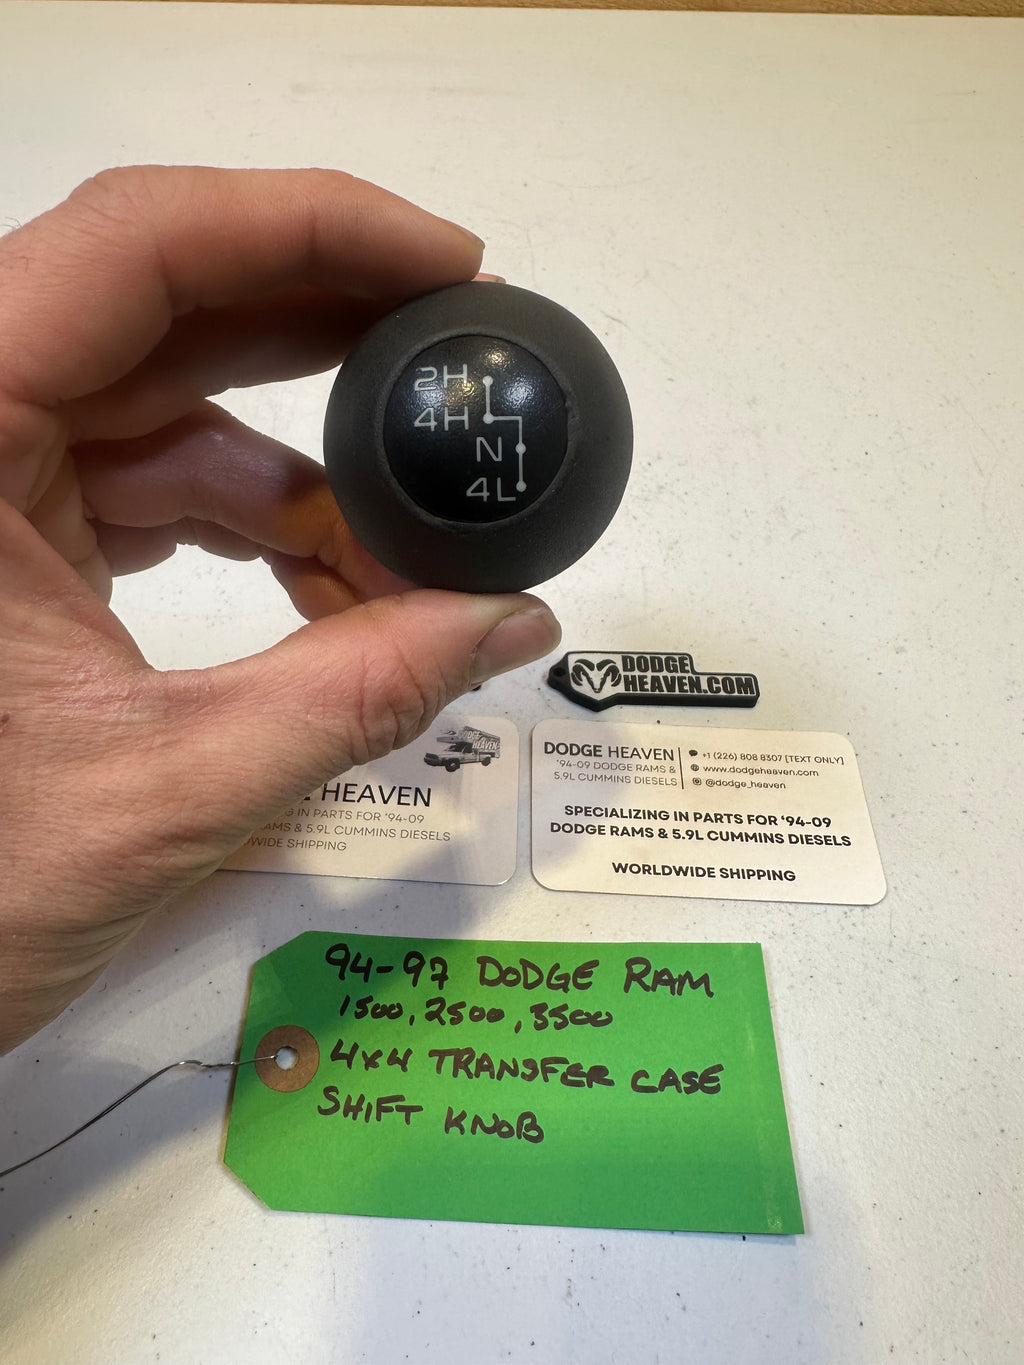 2H
4H
N
4L
DODGE
HEAVEN.COM
DODGE
HEAVEN
HEAVEN
G IN PARTS FOR '94-09
AMS & 5.9L CUMMINS DIESELS
WIDE SHIPPING
DODGE HEAVEN
'94-09 DODGE RAMS &
5.9L CUMMINS DIESELS
+1 (226) 808 8307 [TEXT ONLY]
www.dodgeheaven.com
@dodge_heaven
SPECIALIZING IN PARTS FOR '94-09
DODGE RAMS & 5.9L CUMMINS DIESELS
WORLDWIDE SHIPPING
94-97 DODGE RAM
1500, 2500, 3500
4x4 TRANSFER CASE
SHIFT KNOB